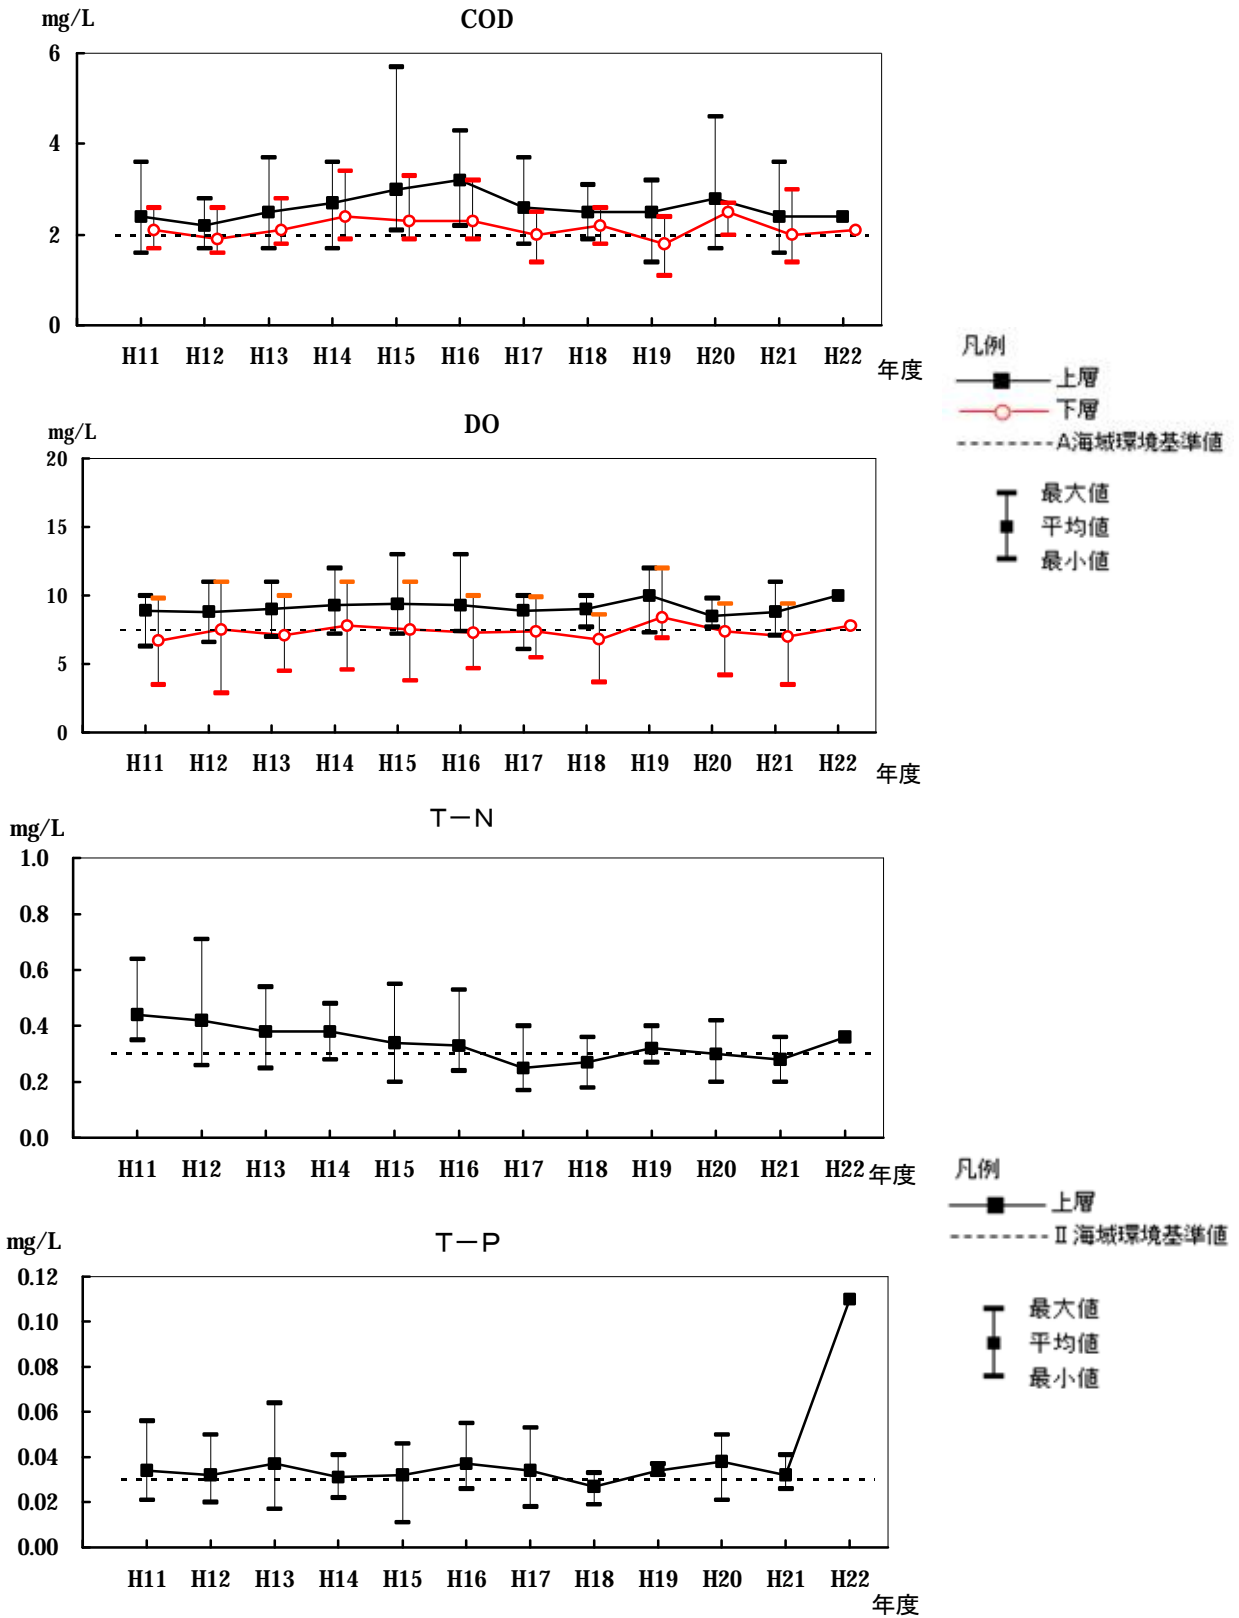 mg/L
COD
6
4
2
0
H11 H12 H13 H14 H15 H16 H17 H18 H19 H20 H21 H22 年度
凡例
上層
下層
A海域環境基準値
最大値
平均値
最小値
mg/L
DO
20
15
10
5
0
H11 H12 H13 H14 H15 H16 H17 H18 H19 H20 H21 H22 年度
mg/L
T－N
1.0
0.8
0.6
0.4
0.2
0.0
H11 H12 H13 H14 H15 H16 H17 H18 H19 H20 H21 H22 年度
凡例
上層
Ⅱ海域環境基準値
最大値
平均値
最小値
mg/L
T－P
0.12
0.10
0.08
0.06
0.04
0.02
0.00
H11 H12 H13 H14 H15 H16 H17 H18 H19 H20 H21 H22 年度